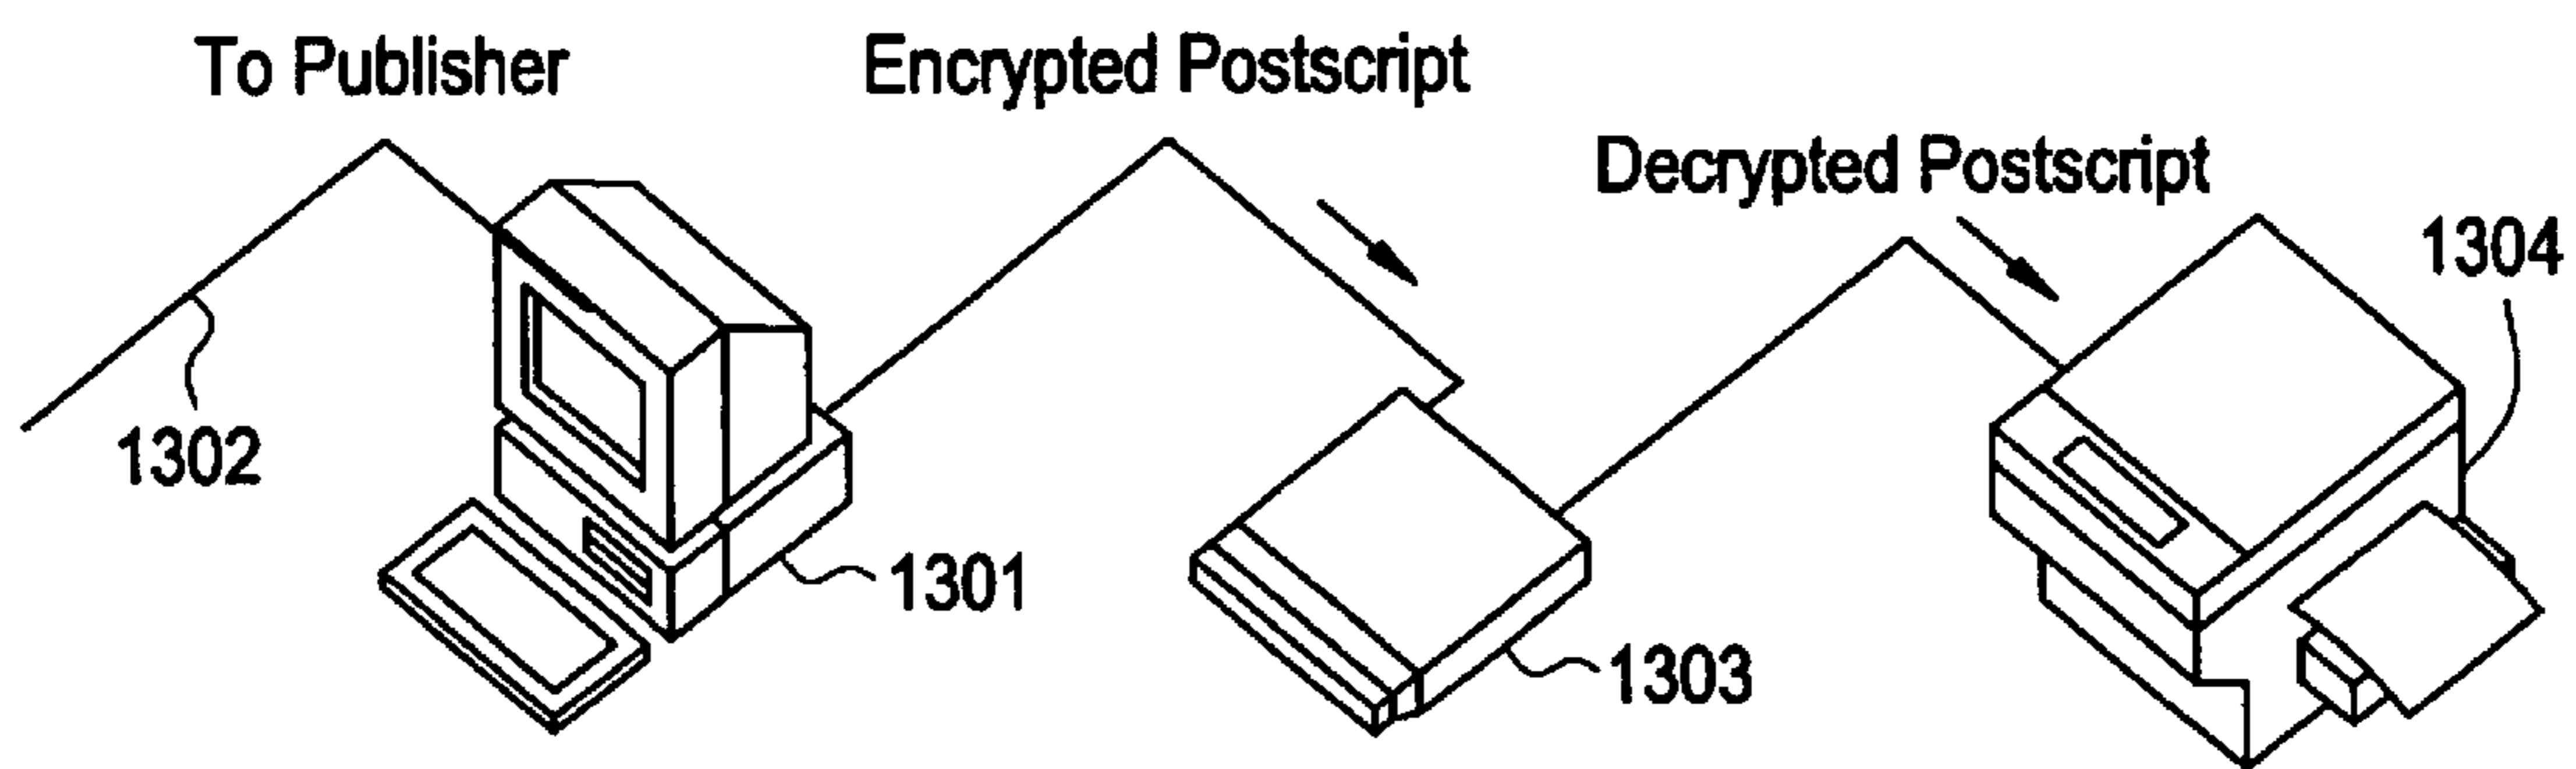 To Publisher
Encrypted Postscript
Decrypted Postscript
1304
1302
1301
1303